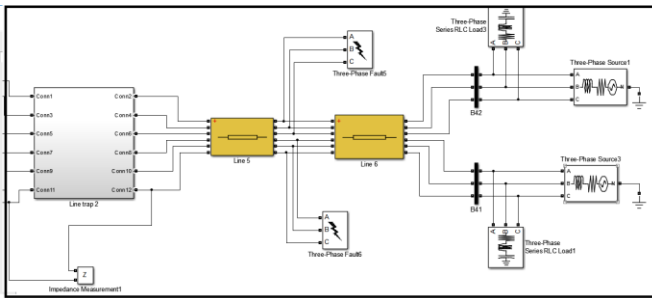 Three-Phase
Series RLC Load3
A B C
A
B
C
Three-Phase Fault5
Three-Phase Source1
A
B
C
N
B42
Conn1
Conn3
Conn5
Conn7
Conn9
Conn11
Conn2
Conn4
Conn6
Conn8
Conn10
Conn12
Line trap 2
Line 5
Line 6
Three-Phase Source3
A
B
C
N
B41
A
B
C
Three-Phase Fault6
A B C
Three-Phase
Series RLC Load1
Z
Impedance Measurement1